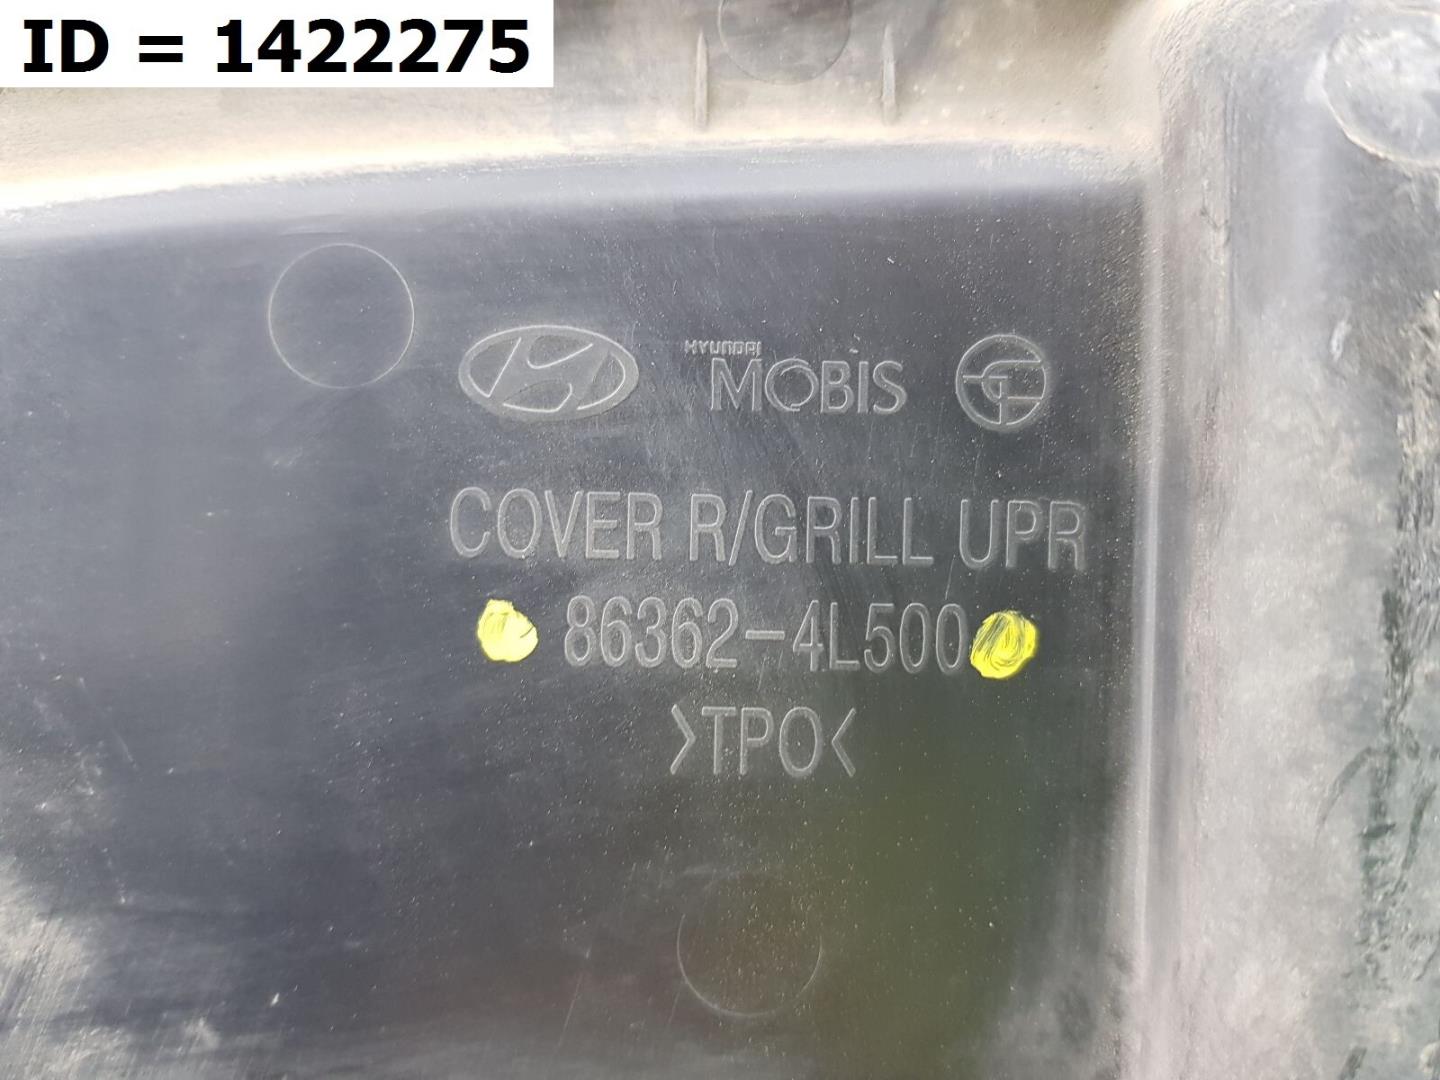 ID = 1422275
HYUNDAI
MOBIS
COVER R/GRILL UPR
86362-4L500
>TPO<